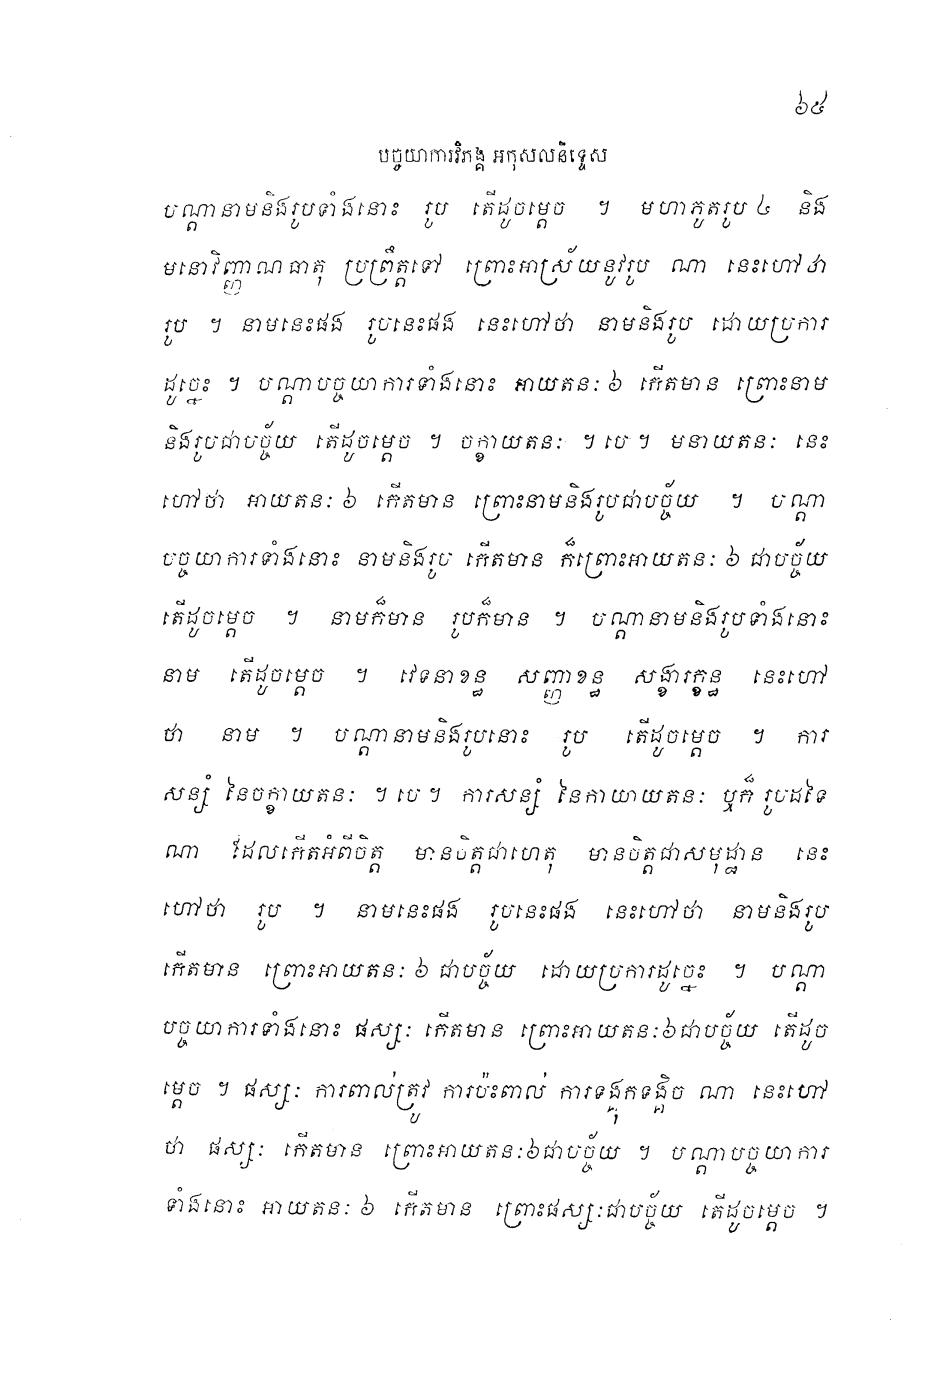 ៦៥
បច្ចយាការវិភង្គ អកុសលនិទ្ទេស
បណ្តានាមនិងរូបទាំងនោះ រូប តើដូចម្តេច ។ មហាភូតរូប ៤ និង
មនោវិញ្ញាណធាតុ ប្រព្រឹត្តទៅ ព្រោះអាស្រ័យនូវរូប ណា នេះហៅថា
រូប ។ នាមនេះផង រូបនេះផង នេះហៅថា នាមនិងរូប ដោយប្រការ
ដូច្នេះ ។ បណ្តាបច្ចយាការទាំងនោះ អាយតនៈ ៦ កើតមាន ព្រោះនាម
និងរូបជាបច្ច័យ តើដូចម្តេច ។ ចក្ខាយតនៈ ។ បេ ។ មនាយតនៈ នេះ
ហៅថា អាយតនៈ ៦ កើតមាន ព្រោះនាមនិងរូបជាបច្ច័យ ។ បណ្តា
បច្ចយាការទាំងនោះ នាមនិងរូប កើតមាន ក៏ព្រោះអាយតនៈ ៦ ជាបច្ច័យ
តើដូចម្តេច ។ នាមក៏មាន រូបក៏មាន ។ បណ្តានាមនិងរូបទាំងនោះ
នាម តើដូចម្តេច ។ វេទនាខន្ធ សញ្ញាខន្ធ សង្ខារក្ខន្ធ នេះហៅ
ថា នាម ។ បណ្តានាមនិងរូបនោះ រូប តើដូចម្តេច ។ ការ
សន្សំ នៃចក្ខាយតនៈ ។ បេ ។ ការសន្សំ នៃកាយាយតនៈ ឬក៏ រូបដទៃ
ណា ដែលកើតអំពីចិត្ត មានចិត្តជាហេតុ មានចិត្តជាសមុដ្ឋាន នេះ
ហៅថា រូប ។ នាមនេះផង រូបនេះផង នេះហៅថា នាមនិងរូប
កើតមាន ព្រោះអាយតនៈ ៦ ជាបច្ច័យ ដោយប្រការដូច្នេះ ។ បណ្តា
បច្ចយាការទាំងនោះ ផស្សៈ កើតមាន ព្រោះអាយតនៈ៦ជាបច្ច័យ តើដូច
ម្តេច ។ ផស្សៈ ការពាល់ត្រូវ ការប៉ះពាល់ ការទង្គុកទង្គិច ណា នេះហៅ
ថា ផស្សៈ កើតមាន ព្រោះអាយតនៈ៦ជាបច្ច័យ ។ បណ្តាបច្ចយាការ
ទាំងនោះ អាយតនៈ ៦ កើតមាន ព្រោះផស្សៈជាបច្ច័យ តើដូចម្តេច ។